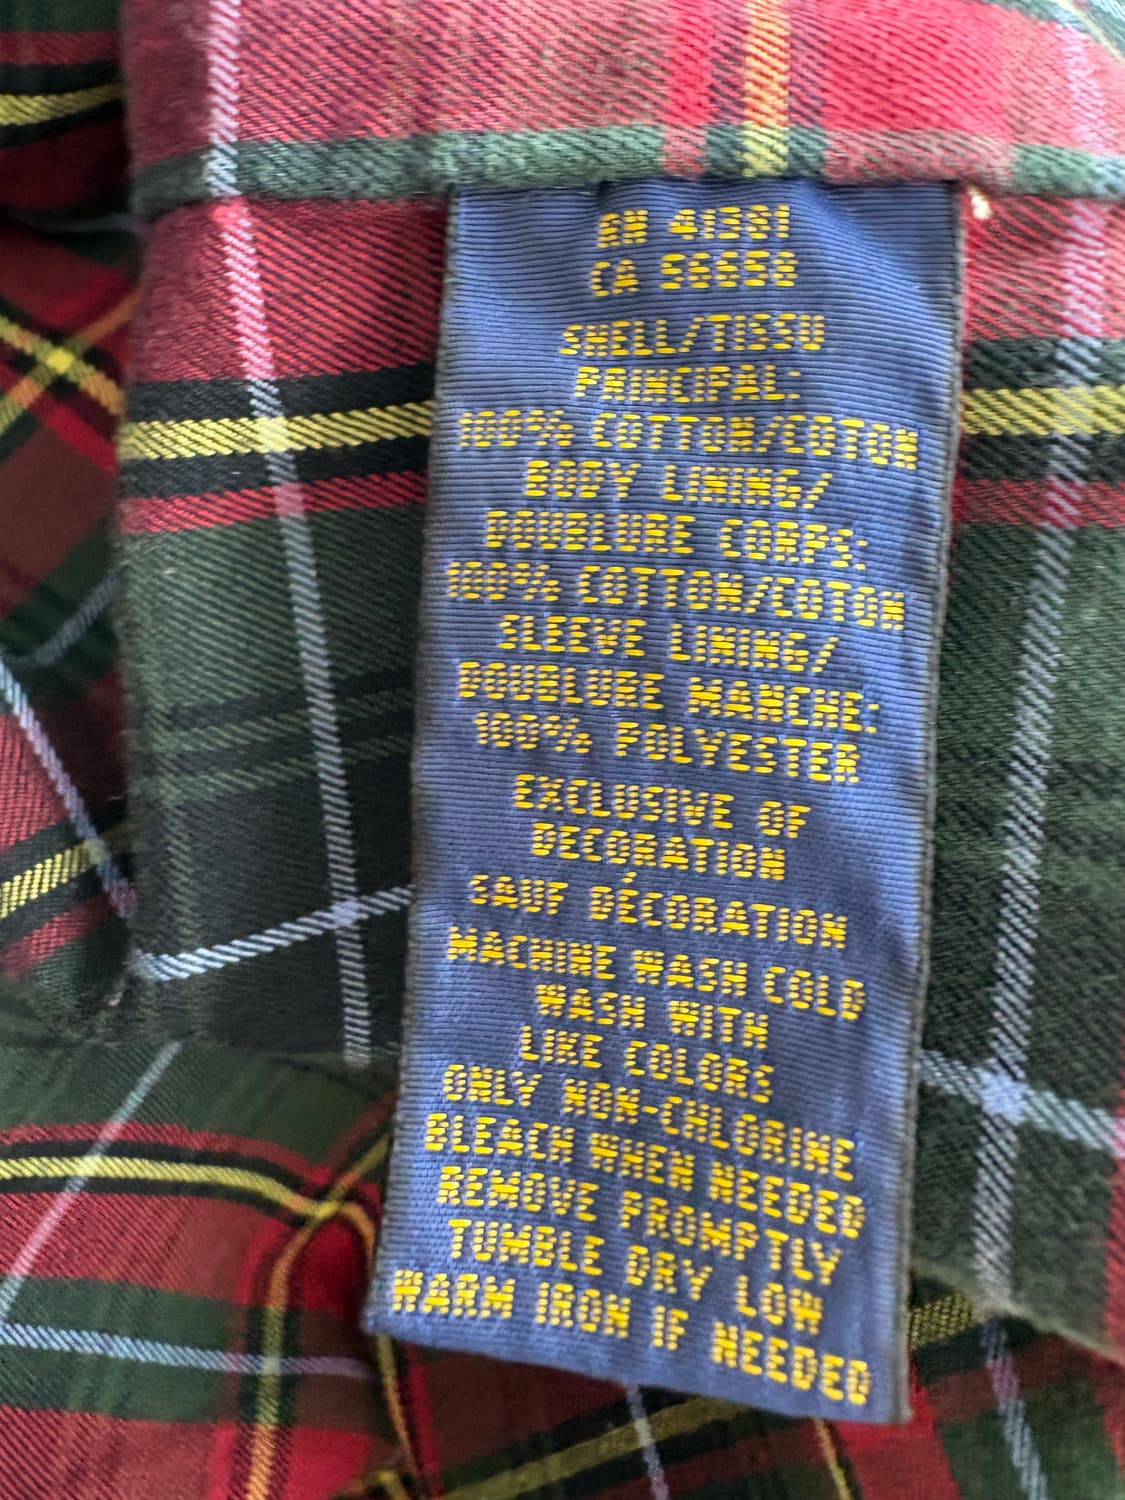 RN 41381
CA 56658
SHELL/TISSU
PRINCIPAL:
100% COTTON/COTON
BODY LINING/
DOUBLURE CORPS:
100% COTTON/COTON
SLEEVE LINING/
DOUBLURE MANCHE:
100% POLYESTER
EXCLUSIVE OF
DECORATION
SAUF DÉCORATION
MACHINE WASH COLD
WASH WITH
LIKE COLORS
ONLY NON-CHLORINE
BLEACH WHEN NEEDED
REMOVE PROMPTLY
TUMBLE DRY LOW
WARM IRON IF NEEDED